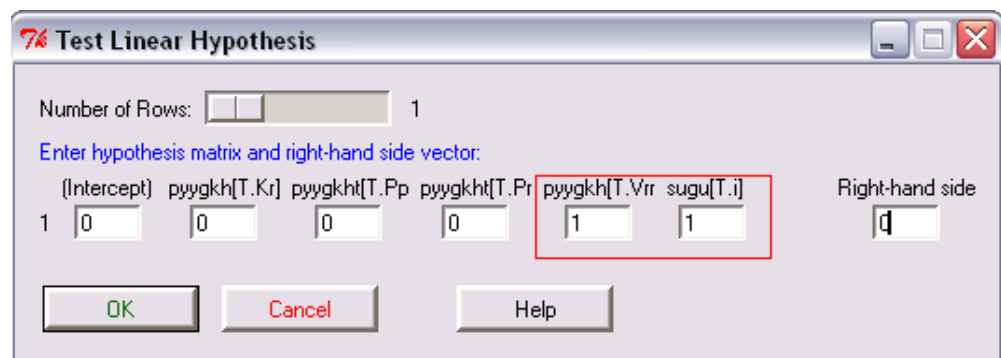 Test Linear Hypothesis
Number of Rows: 1
Enter hypothesis matrix and right-hand side vector:
(Intercept) pyygkh[T.Kr] pyygkht[T.Pp pyygkht[T.Pr pyygkh[T.Vrr sugu[T.i] Right-hand side
1 0 0 0 0 1 1 0
OK Cancel Help